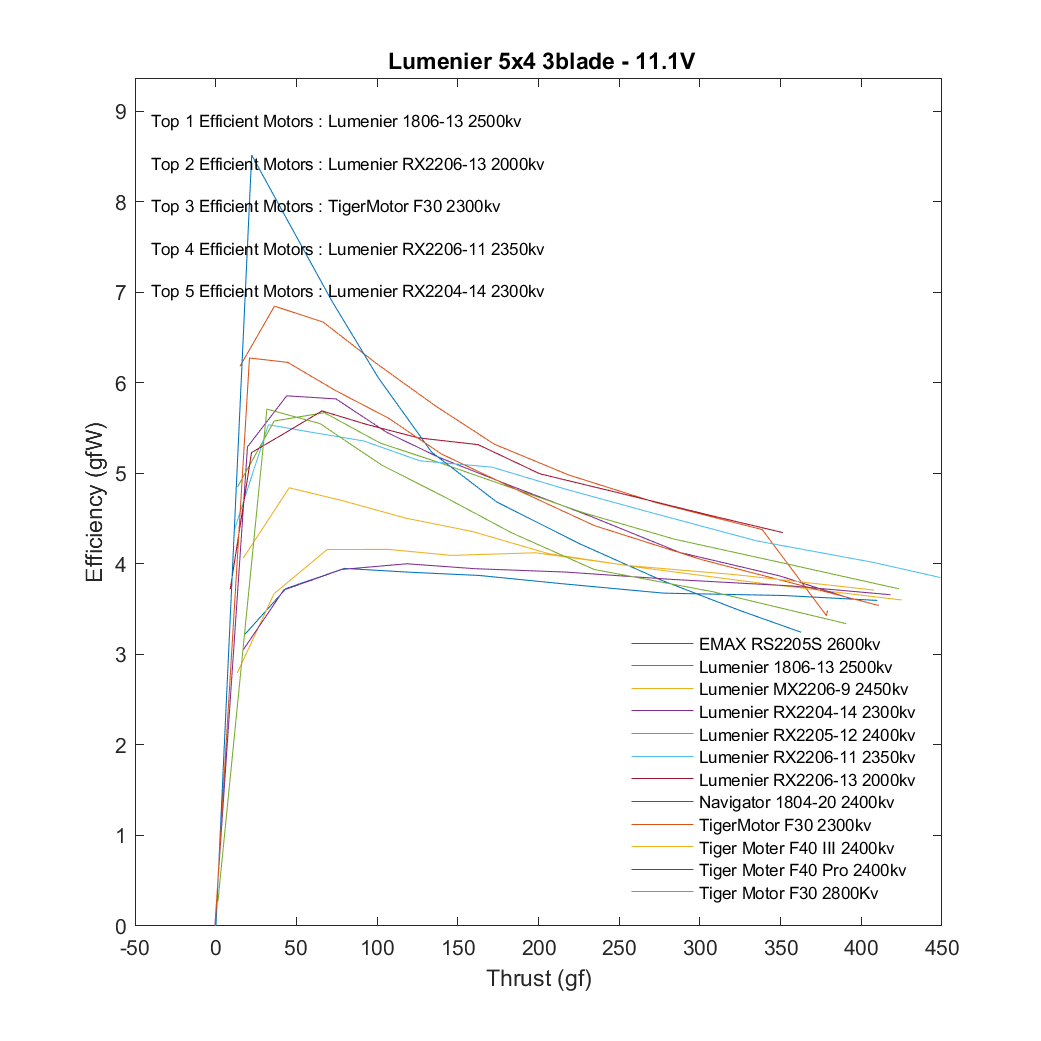 Lumenier 5x4 3blade - 11.1V
Top 1 Efficient Motors : Lumenier 1806-13 2500kv
Top 2 Efficient Motors : Lumenier RX2206-13 2000kv
Top 3 Efficient Motors : TigerMotor F30 2300kv
Top 4 Efficient Motors : Lumenier RX2206-11 2350kv
Top 5 Efficient Motors : Lumenier RX2204-14 2300kv
9
8
7
6
5
4
3
2
1
0
Efficiency (gfW)
EMAX RS2205S 2600kv
Lumenier 1806-13 2500kv
Lumenier MX2206-9 2450kv
Lumenier RX2204-14 2300kv
Lumenier RX2205-12 2400kv
Lumenier RX2206-11 2350kv
Lumenier RX2206-13 2000kv
Navigator 1804-20 2400kv
TigerMotor F30 2300kv
Tiger Moter F40 III 2400kv
Tiger Moter F40 Pro 2400kv
Tiger Motor F30 2800Kv
-50 0 50 100 150 200 250 300 350 400 450
Thrust (gf)